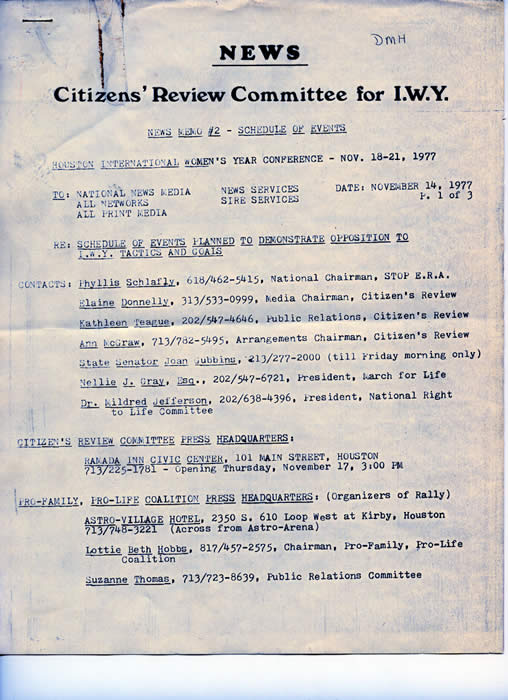 DMH
NEWS
Citizens' Review Committee for I.W.Y.
NEWS MEMO #2 - SCHEDULE OF EVENTS
HOUSTON INTERNATIONAL WOMEN'S YEAR CONFERENCE - NOV. 18-21, 1977
TO: NATIONAL NEWS MEDIA NEWS SERVICES DATE: NOVEMBER 14, 1977
ALL NETWORKS SIRE SERVICES P. 1 of 3
ALL PRINT MEDIA
RE: SCHEDULE OF EVENTS PLANNED TO DEMONSTRATE OPPOSITION TO
I.W.Y. TACTICS AND GOALS
CONTACTS: Phyllis Schlafly, 618/462-5415, National Chairman, STOP E.R.A.
Elaine Donnelly, 313/533-0999, Media Chairman, Citizen's Review
Kathleen Teague, 202/547-4646, Public Relations, Citizen's Review
Ann McGraw, 713/782-5495, Arrangements Chairman, Citizen's Review
State Senator Joan Gubbins, 213/277-2000 (till Friday morning only)
Nellie J. Gray, Esq., 202/547-6721, President, March for Life
Dr. Mildred Jefferson, 202/638-4396, President, National Right
to Life Committee
CITIZEN'S REVIEW COMMITTEE PRESS HEADQUARTERS:
RAMADA INN CIVIC CENTER, 101 MAIN STREET, HOUSTON
713/225-1781 - Opening Thursday, November 17, 3:00 PM
PRO-FAMILY, PRO-LIFE COALITION PRESS HEADQUARTERS: (Organizers of Rally)
ASTRO-VILLAGE HOTEL, 2350 S. 610 Loop West at Kirby, Houston
713/748-3221 (Across from Astro-Arena)
Lottie Beth Hobbs, 817/457-2575, Chairman, Pro-Family, Pro-Life
Coalition
Suzanne Thomas, 713/723-8639, Public Relations Committee